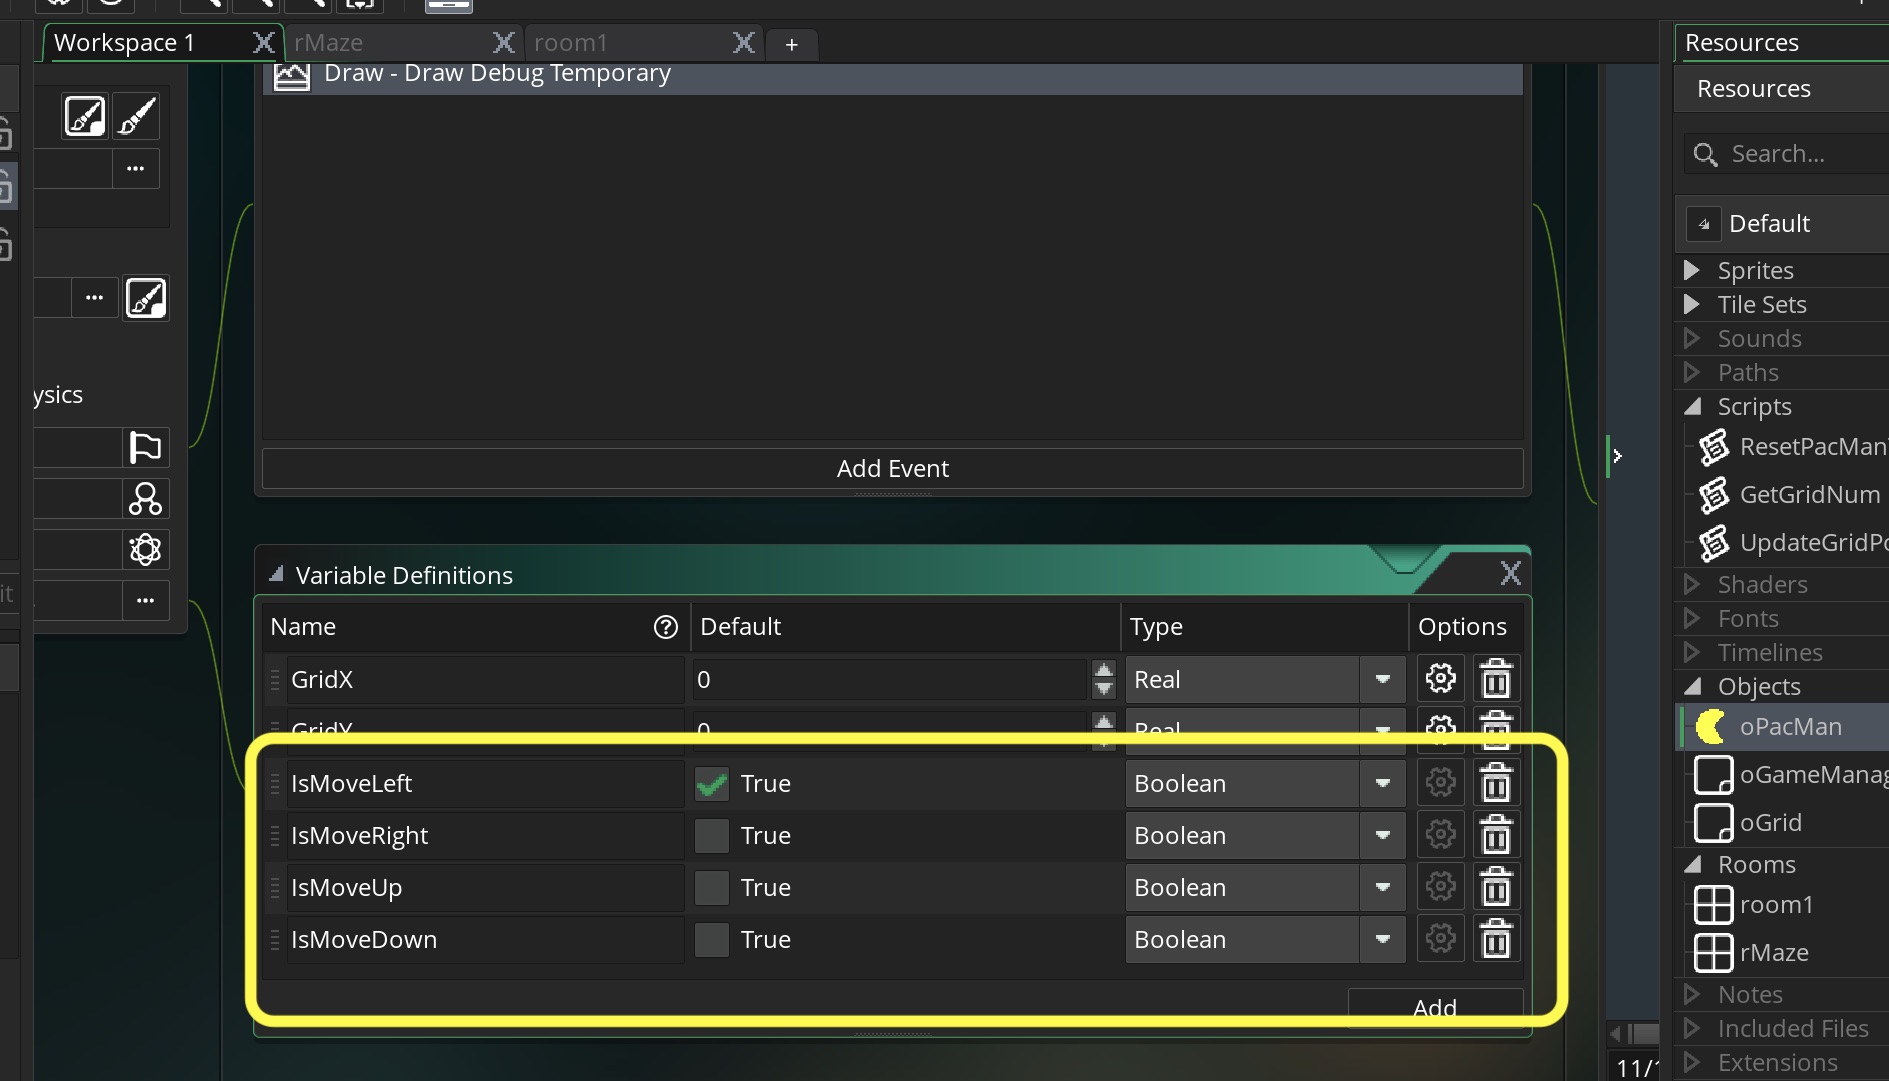 Workspace 1
rMaze
room1
+
Resources
Draw - Draw Debug Temporary
Resources
Search...
Default
Sprites
Tile Sets
Sounds
Paths
ysics
Scripts
ResetPacMan
Add Event
GetGridNum
UpdateGridPo
Variable Definitions
Shaders
it
Name
Default
Type
Options
Fonts
Timelines
GridX
0
Real
Objects
GridY
0
Real
oPacMan
IsMoveLeft
True
Boolean
oGameManag
IsMoveRight
True
Boolean
oGrid
Rooms
IsMoveUp
True
Boolean
room1
IsMoveDown
True
Boolean
rMaze
Notes
Add
Included Files
Extensions
11/